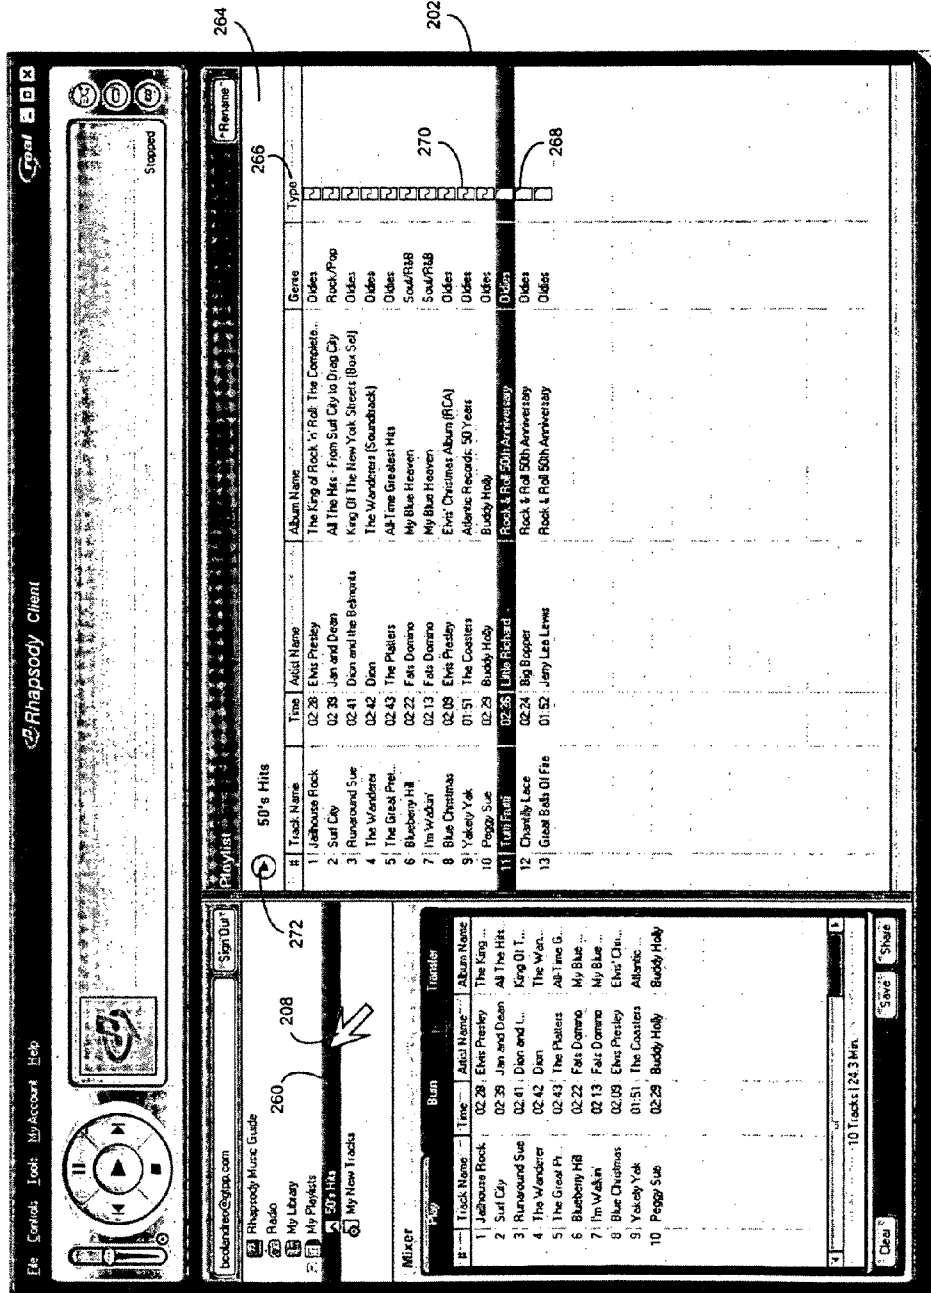 Rhapsody Client
real
File Controls Tools My Account Help
Stopped
bcolandreo@gtop.com Sign Out
Rhapsody Music Guide
Radio
My Library
My Playlists
50's Hits
My New Tracks
260
208
272
Mixer
Play Burn Transfer
# Track Name Time Artist Name Album Name
1 Jailhouse Rock 02:28 Elvis Presley The King ...
2 Surf City 02:39 Jan and Dean All The Hits...
3 Runaround Sue 02:41 Dion and t... King Of T...
4 The Wanderer 02:42 Dion The Wan...
5 The Great Pr... 02:43 The Platters All-Time G...
6 Blueberry Hill 02:22 Fats Domino My Blue ...
7 I'm Walkin' 02:13 Fats Domino My Blue ...
8 Blue Christmas 02:09 Elvis Presley Elvis' Chri...
9 Yakety Yak 01:51 The Coasters Atlantic ...
10 Peggy Sue 02:29 Buddy Holly Buddy Holly
10 Tracks | 24.3 Min.
Clear Save Share
Playlist Rename
50's Hits
# Track Name Time Artist Name Album Name Genre Type
1 Jailhouse Rock 02:28 Elvis Presley The King of Rock 'n' Roll: The Complete... Oldies
2 Surf City 02:39 Jan and Dean All The Hits - From Surf City to Drag City Rock/Pop
3 Runaround Sue 02:41 Dion and the Belmonts King Of The New York Streets (Box Set) Oldies
4 The Wanderer 02:42 Dion The Wanderers (Soundtrack) Oldies
5 The Great Pret... 02:43 The Platters All-Time Greatest Hits Oldies
6 Blueberry Hill 02:22 Fats Domino My Blue Heaven Soul/R&B
7 I'm Walkin' 02:13 Fats Domino My Blue Heaven Soul/R&B
8 Blue Christmas 02:09 Elvis Presley Elvis' Christmas Album (RCA) Oldies
9 Yakety Yak 01:51 The Coasters Atlantic Records: 50 Years Oldies
10 Peggy Sue 02:29 Buddy Holly Buddy Holly Oldies
11 Tutti Frutti 02:26 Little Richard Rock & Roll 50th Anniversary Oldies
12 Chantilly Lace 02:24 Big Bopper Rock & Roll 50th Anniversary Oldies
13 Great Balls Of Fire 01:52 Jerry Lee Lewis Rock & Roll 50th Anniversary Oldies
264
266
270
268
202